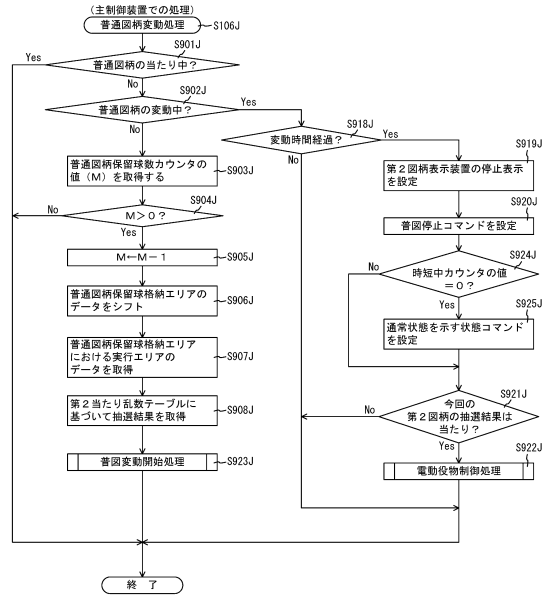 (主制御装置での処理)
普通図柄変動処理
S106J
S901J
普通図柄の当たり中?
Yes
No
S902J
普通図柄の変動中?
Yes
No
普通図柄保留球数カウンタの
値(M)を取得する
S903J
S904J
M>0?
No
Yes
M←M-1
S905J
普通図柄保留球格納エリアの
データをシフト
S906J
普通図柄保留球格納エリア
における実行エリアの
データを取得
S907J
第2当たり乱数テーブルに
基づいて抽選結果を取得
S908J
普図変動開始処理
S923J
S918J
変動時間経過?
Yes
No
S919J
第2図柄表示装置の停止表示
を設定
S920J
普図停止コマンドを設定
S924J
時短中カウンタの値
=0?
No
Yes
S925J
通常状態を示す状態コマンド
を設定
S921J
今回の
第2図柄の抽選結果は
当たり?
No
Yes
S922J
電動役物制御処理
終 了